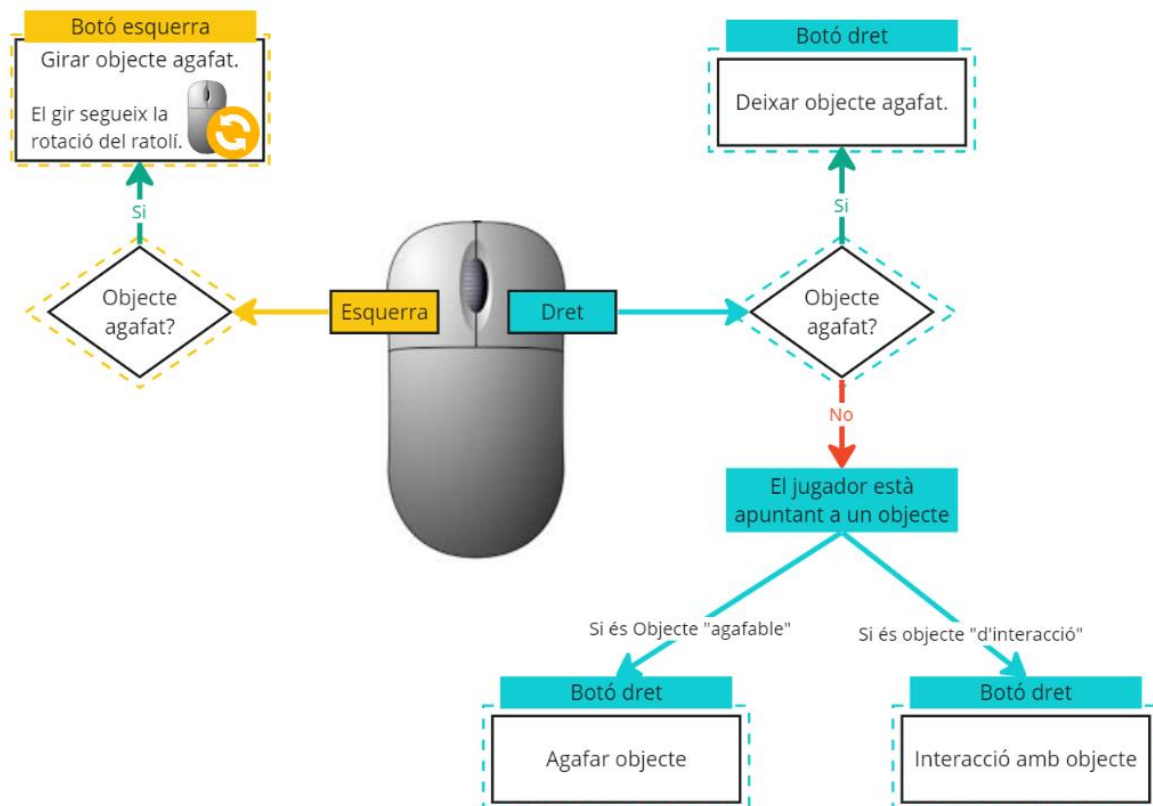 Botó esquerra
Girar objecte agafat.
El gir segueix la
rotació del ratolí.
Si
Objecte
agafat?
Esquerra
Dret
Botó dret
Deixar objecte agafat.
Si
Objecte
agafat?
No
El jugador està
apuntant a un objecte
Si és Objecte "agafable"
Si és objecte "d'interacció"
Botó dret
Agafar objecte
Botó dret
Interacció amb objecte